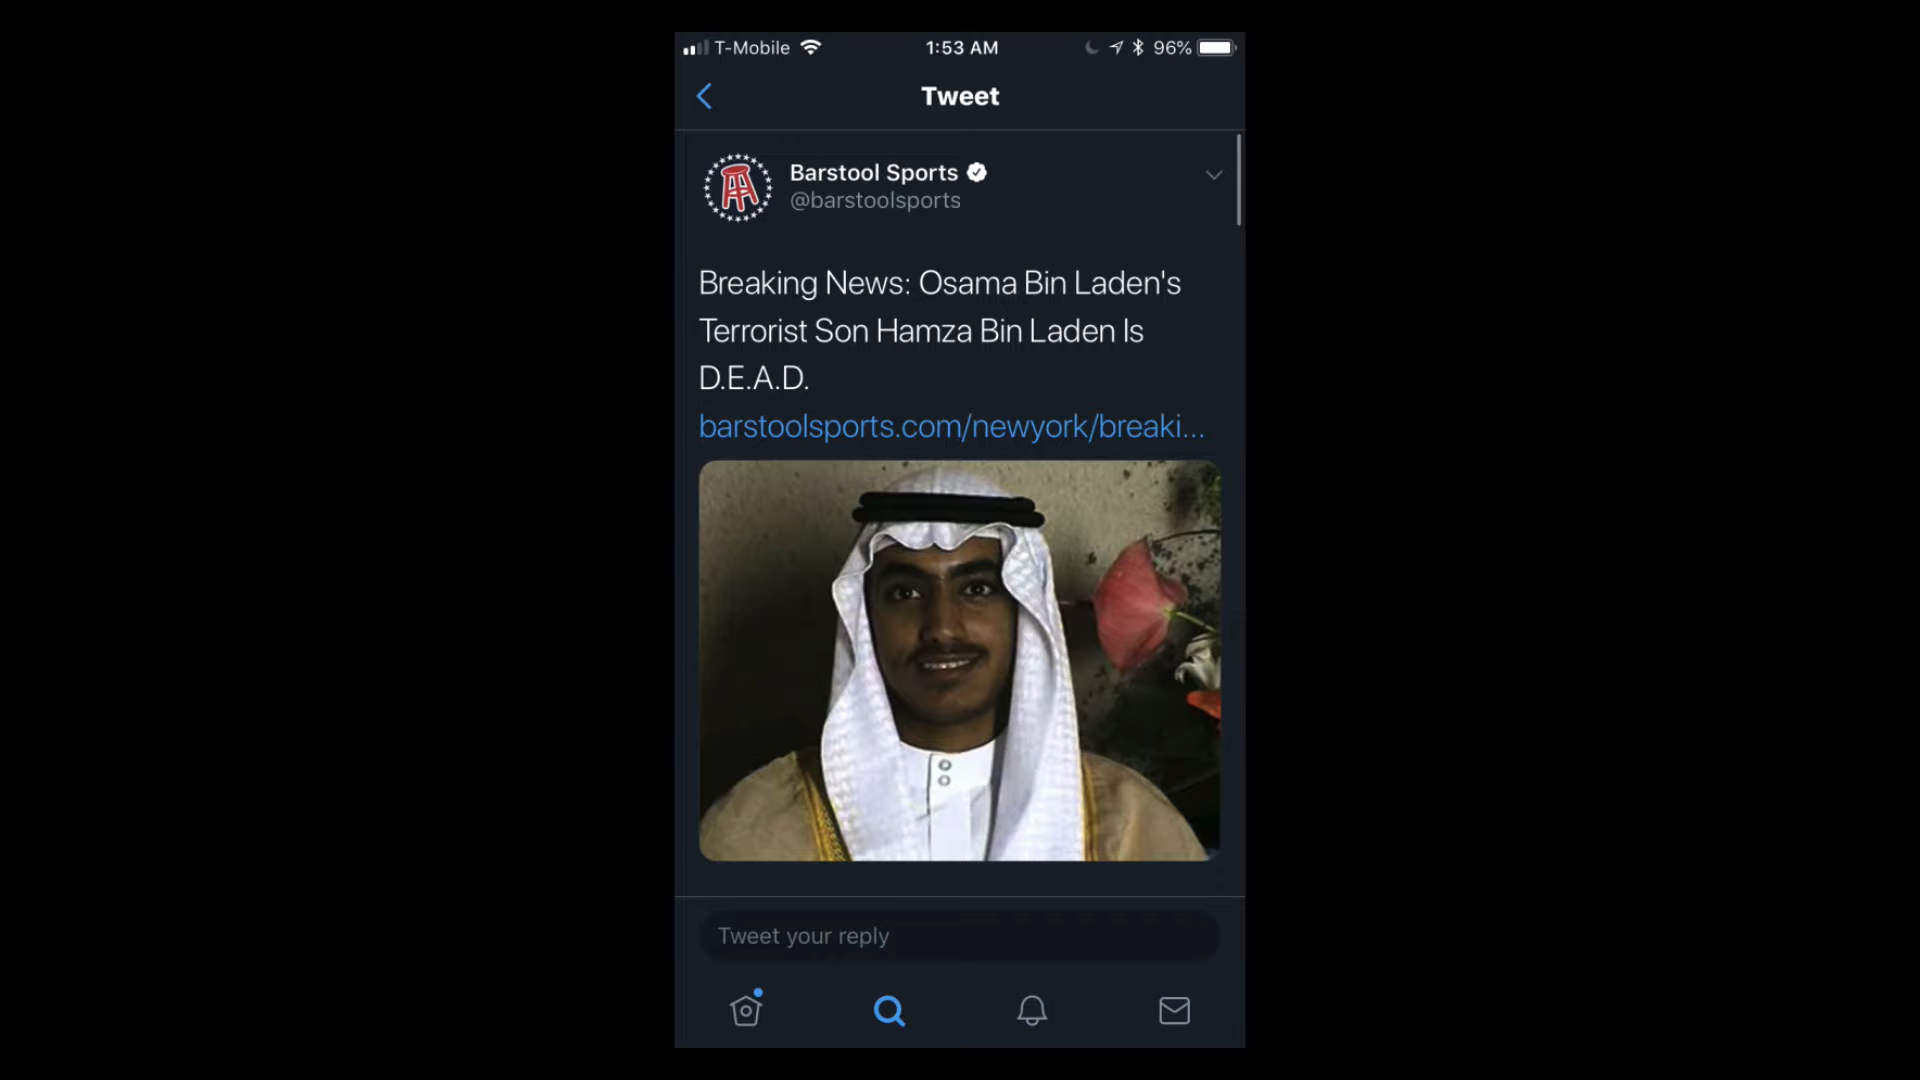 T-Mobile 1:53 AM 96%
Tweet
Barstool Sports
@barstoolsports
Breaking News: Osama Bin Laden's
Terrorist Son Hamza Bin Laden Is
D.E.A.D.
barstoolsports.com/newyork/breaki...
Tweet your reply